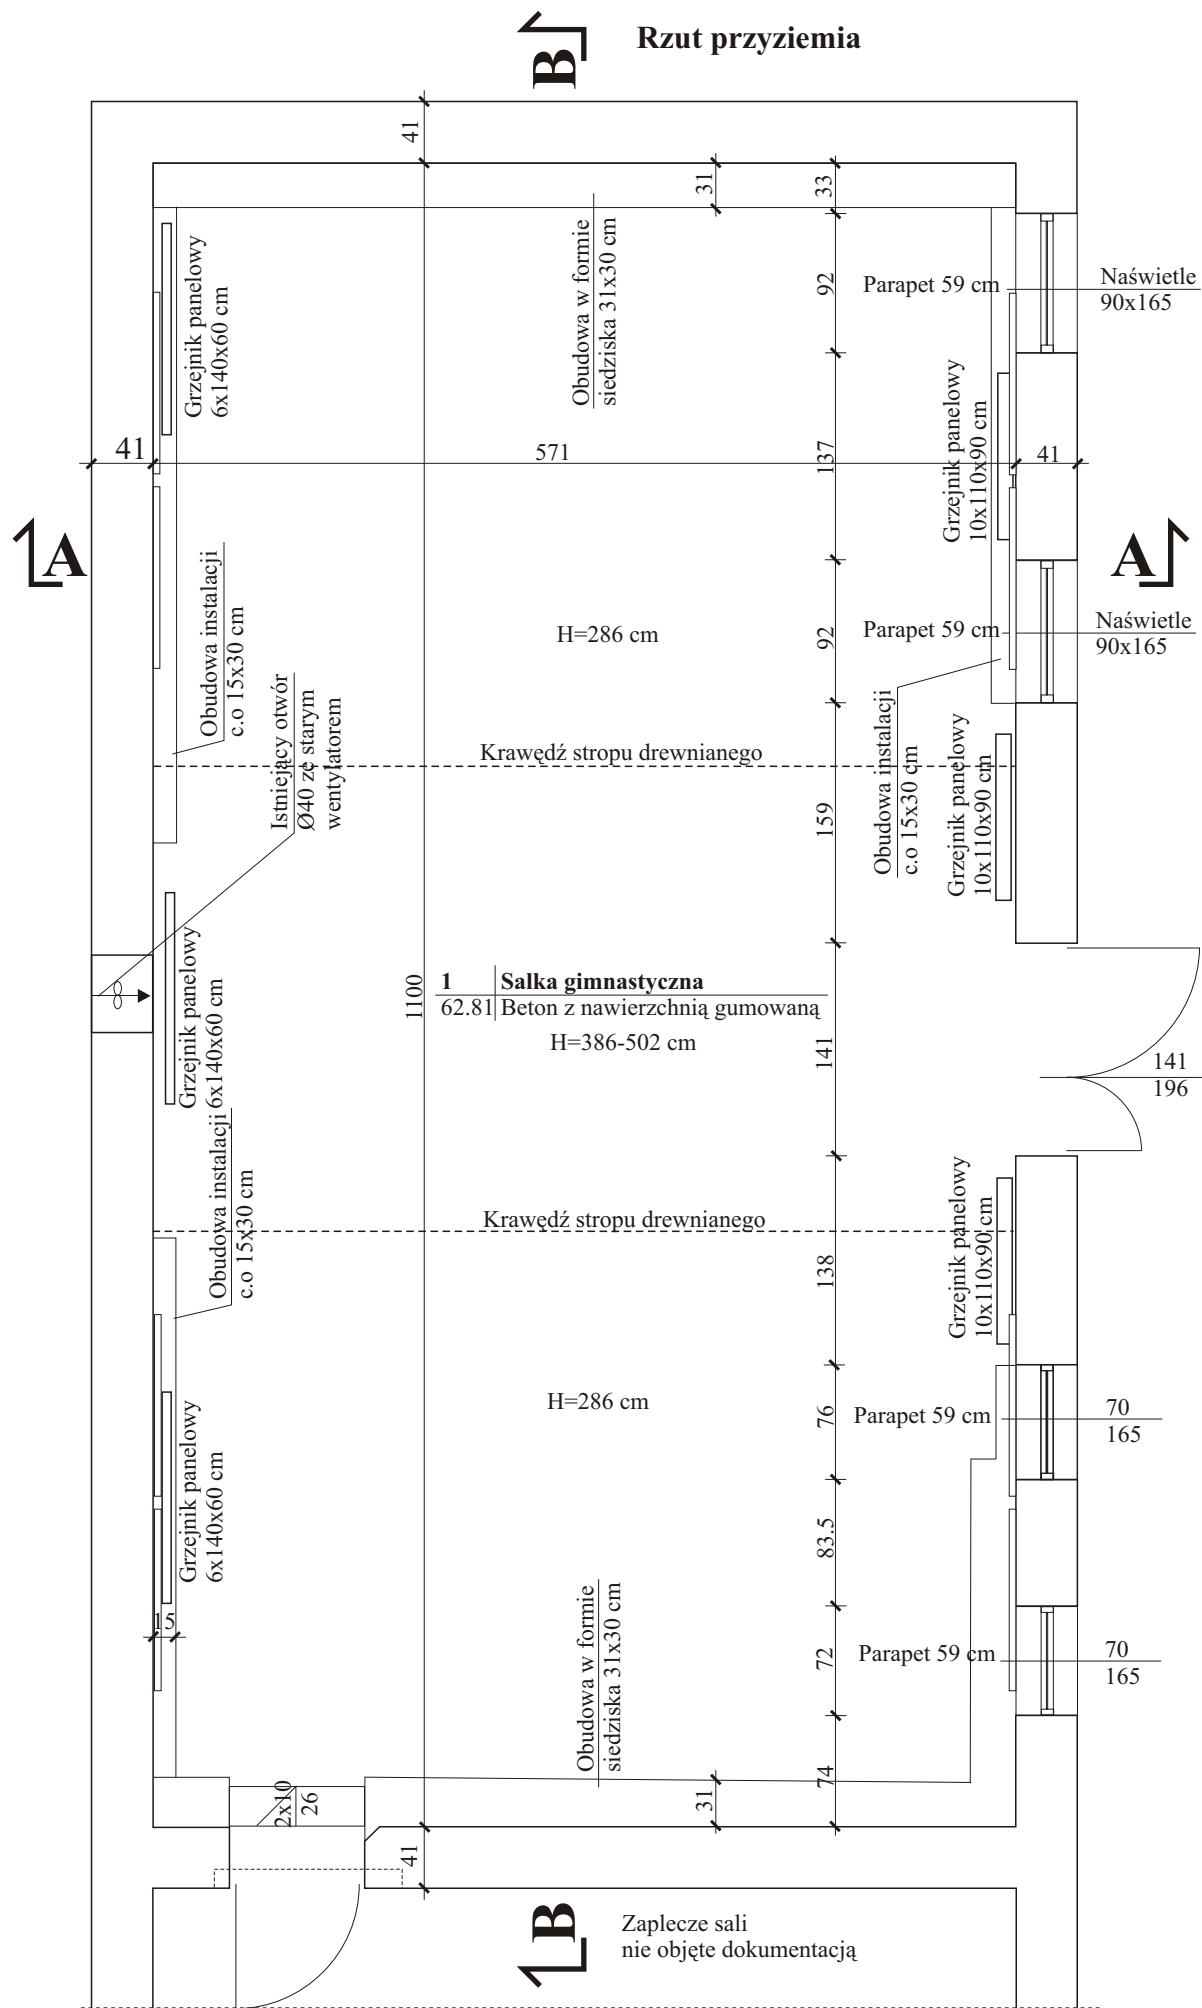 B
Rzut przyziemia
41
31
33
Grzejnik panelowy
6x140x60 cm
Obudowa w formie
siedziska 31x30 cm
92
Parapet 59 cm
Naświetle
90x165
41
571
137
Grzejnik panelowy
10x110x90 cm
41
A
A
Obudowa instalacji
c.o 15x30 cm
H=286 cm
92
Parapet 59 cm
Naświetle
90x165
Istniejący otwór
Ø40 ze starym
wentylatorem
Krawędź stropu drewnianego
159
Obudowa instalacji
c.o 15x30 cm
Grzejnik panelowy
10x110x90 cm
Grzejnik panelowy
6x140x60 cm
1100
1 Salka gimnastyczna
62.81 Beton z nawierzchnią gumowaną
H=386-502 cm
141
141
196
Obudowa instalacji
c.o 15x30 cm
Krawędź stropu drewnianego
138
Grzejnik panelowy
10x110x90 cm
Grzejnik panelowy
6x140x60 cm
H=286 cm
76
Parapet 59 cm
70
165
83.5
15
Obudowa w formie
siedziska 31x30 cm
72
Parapet 59 cm
70
165
2x10
26
31
74
41
B
Zaplecze sali
nie objęte dokumentacją